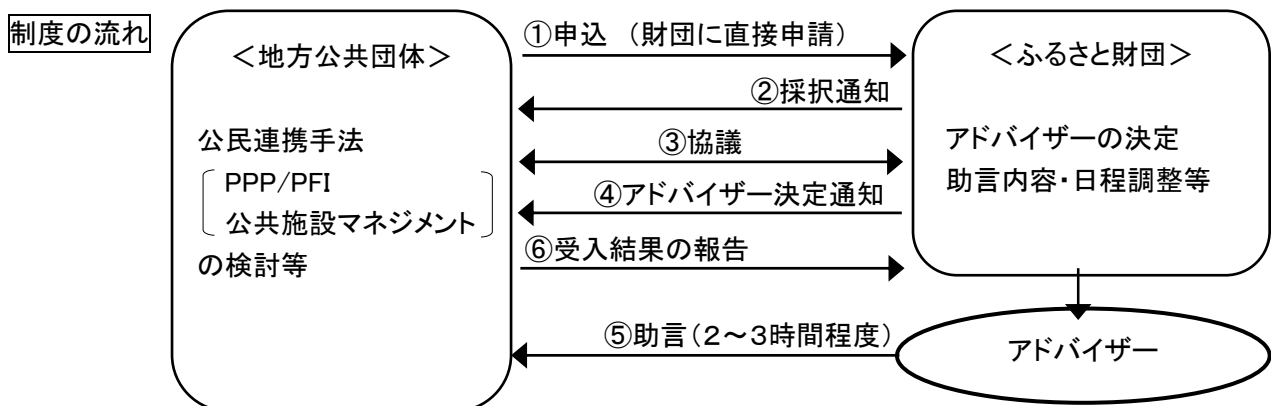 制度の流れ
＜地方公共団体＞
公民連携手法
PPP/PFI
公共施設マネジメント
の検討等
①申込　（財団に直接申請）
②採択通知
③協議
④アドバイザー決定通知
⑥受入結果の報告
⑤助言（２～３時間程度）
＜ふるさと財団＞
アドバイザーの決定
助言内容・日程調整等
アドバイザー